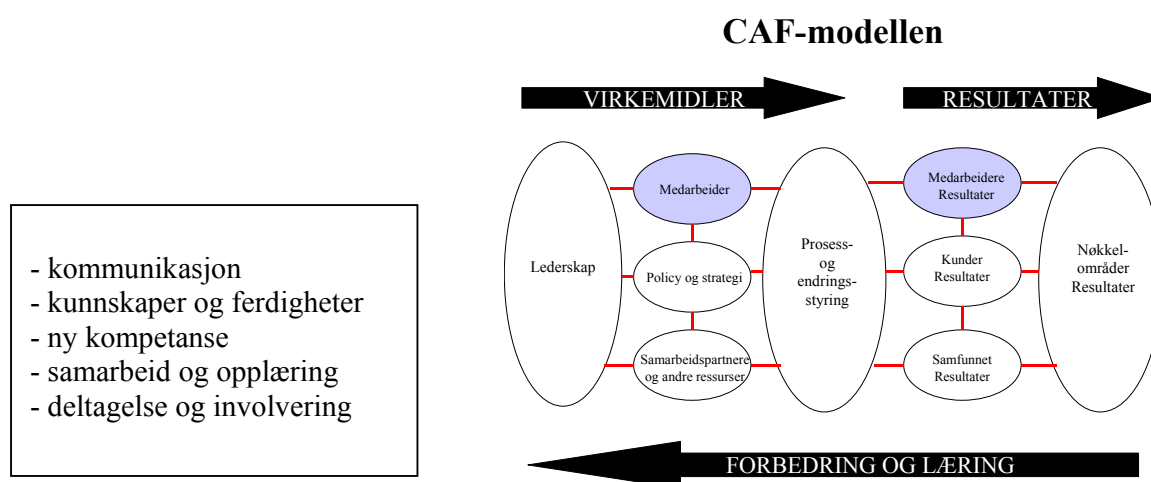 CAF-modellen
VIRKEMIDLER
RESULTATER
- kommunikasjon
- kunnskaper og ferdigheter
- ny kompetanse
- samarbeid og opplæring
- deltagelse og involvering
Lederskap
Medarbeider
Policy og strategi
Samarbeidspartnere
og andre ressurser
Prosess-
og
endrings-
styring
Medarbeidere
Resultater
Kunder
Resultater
Samfunnet
Resultater
Nøkkel-
områder
Resultater
FORBEDRING OG LÆRING